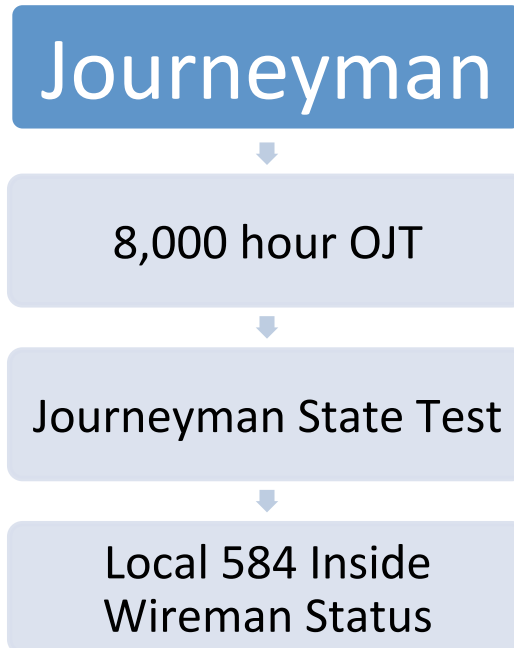 Journeyman
8,000 hour OJT
Journeyman State Test
Local 584 Inside
Wireman Status